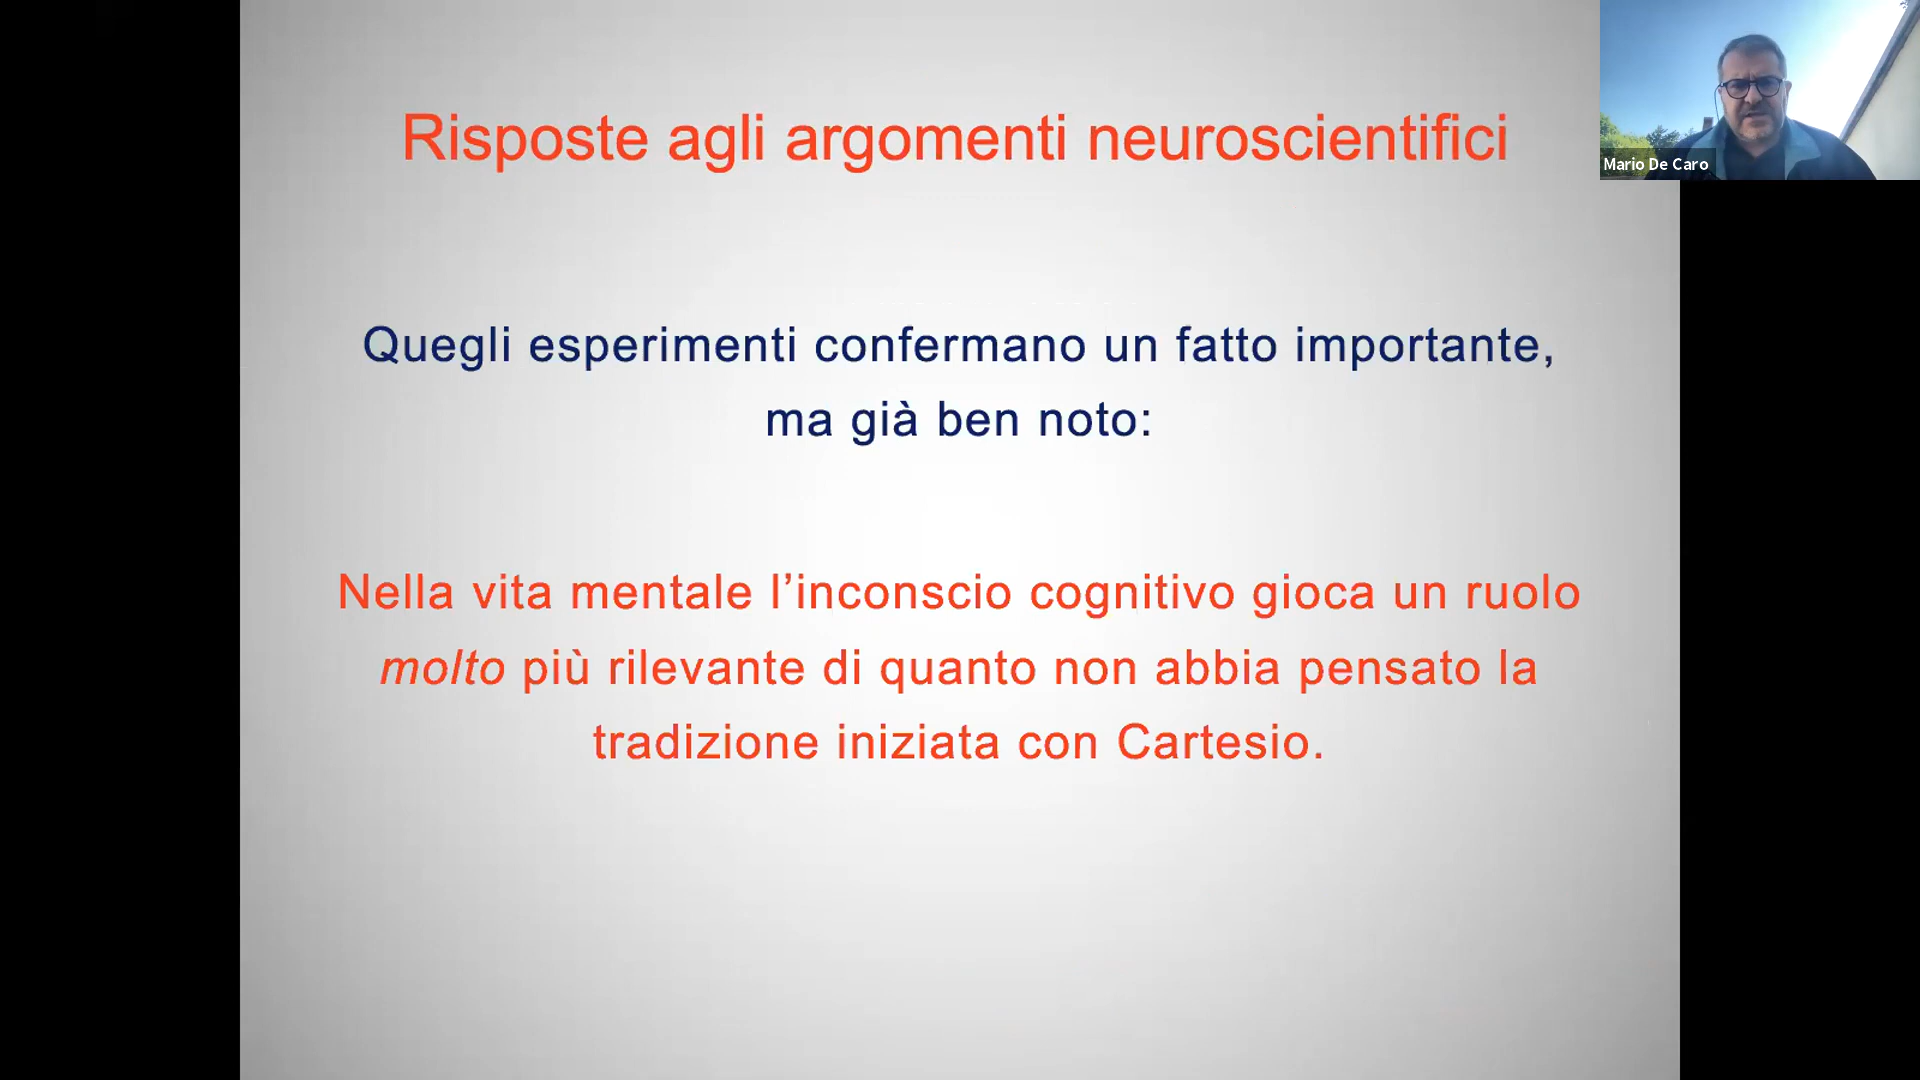 Risposte agli argomenti neuroscientifici
Mario De Caro
Quegli esperimenti confermano un fatto importante,
ma già ben noto:
Nella vita mentale l’inconscio cognitivo gioca un ruolo
molto più rilevante di quanto non abbia pensato la
tradizione iniziata con Cartesio.